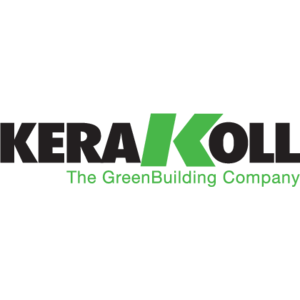 KERAKOLL
The GreenBuilding Company